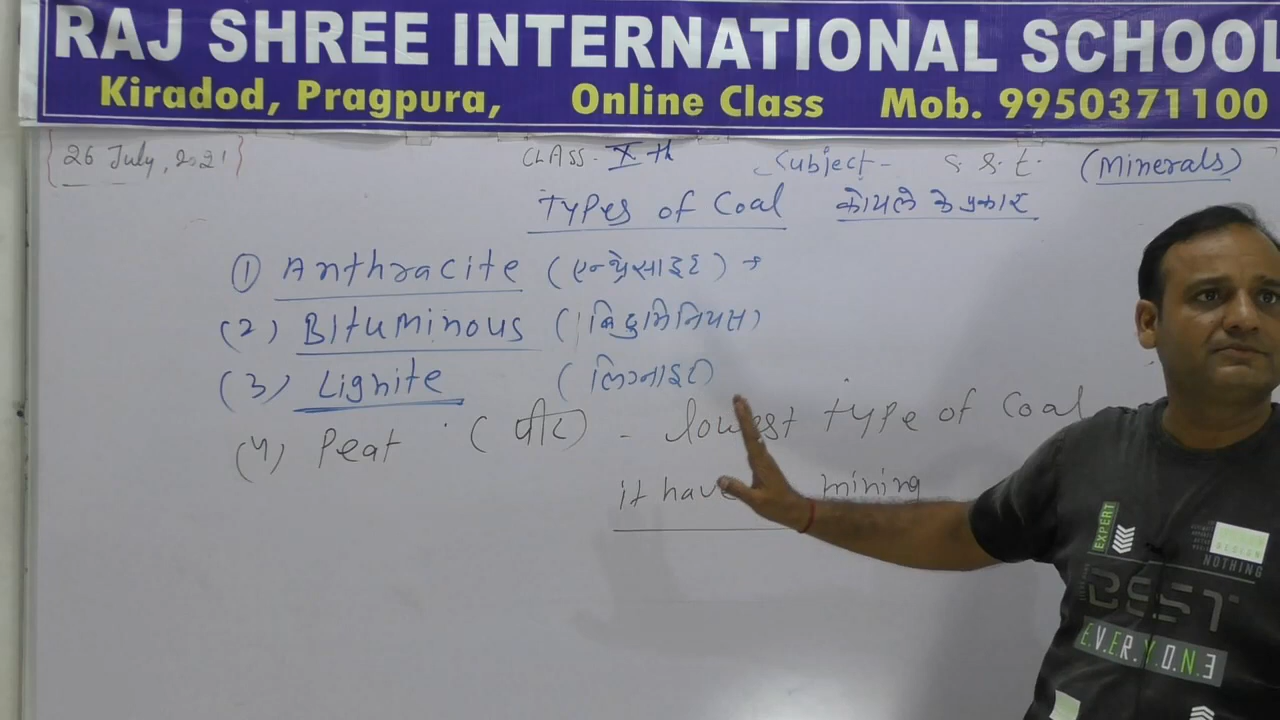 RAJ SHREE INTERNATIONAL SCHOOL
Kiradod, Pragpura, Online Class Mob. 9950371100
26 July, 2021 CLASS - X th Subject - S. S. t. (Minerals)
Types of Coal कोयले के प्रकार
① Anthracite (एन्थ्रेसाइट) →
(2) Bituminous (बिटुमिनियस)
(3) Lignite (लिग्नाइट)
(4) Peat (पीट) - lowest type of Coal
it have mining
EXPERT
NOTHING
BEST
E.V.E.R.Y.O.N.E